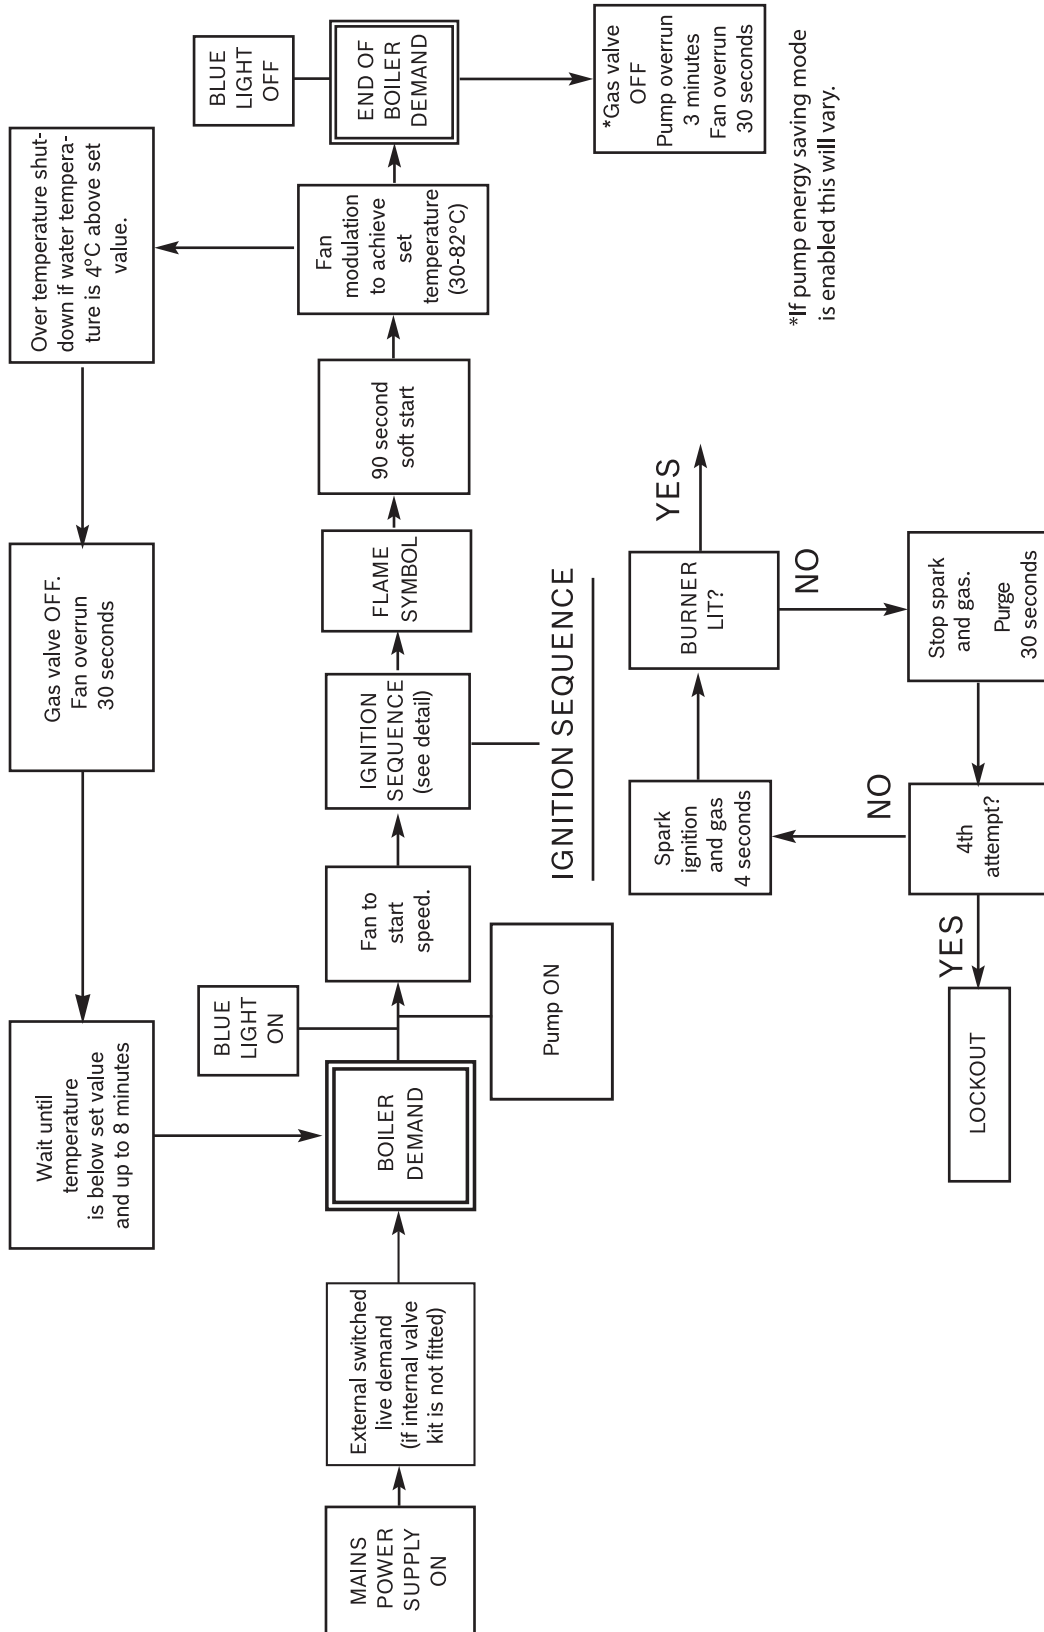 MAINS
POWER
SUPPLY
ON
External switched
live demand
(if internal valve
kit is not fitted)
BOILER
DEMAND
BLUE
LIGHT
ON
Pump ON
Fan to
start
speed.
IGNITION
SEQUENCE
(see detail)
FLAME
SYMBOL
90 second
soft start
Fan
modulation
to achieve
set
temperature
(30-82°C)
END OF
BOILER
DEMAND
BLUE
LIGHT
OFF
*Gas valve
OFF
Pump overrun
3 minutes
Fan overrun
30 seconds
*If pump energy saving mode
is enabled this will vary.
Over temperature shut-
down if water tempera-
ture is 4°C above set
value.
Gas valve OFF.
Fan overrun
30 seconds
Wait until
temperature
is below set value
and up to 8 minutes
IGNITION SEQUENCE
Spark
ignition
and gas
4 seconds
BURNER
LIT?
YES
NO
Stop spark
and gas.
Purge
30 seconds
4th
attempt?
NO
YES
LOCKOUT